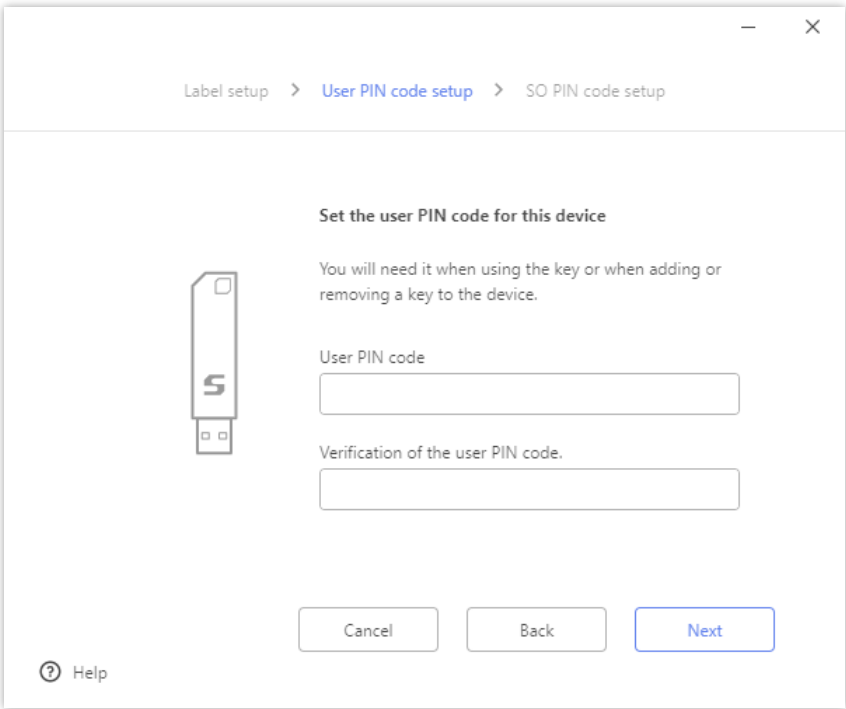 Label setup > User PIN code setup > SO PIN code setup
Set the user PIN code for this device
You will need it when using the key or when adding or
removing a key to the device.
User PIN code
Verification of the user PIN code.
Cancel Back Next
? Help